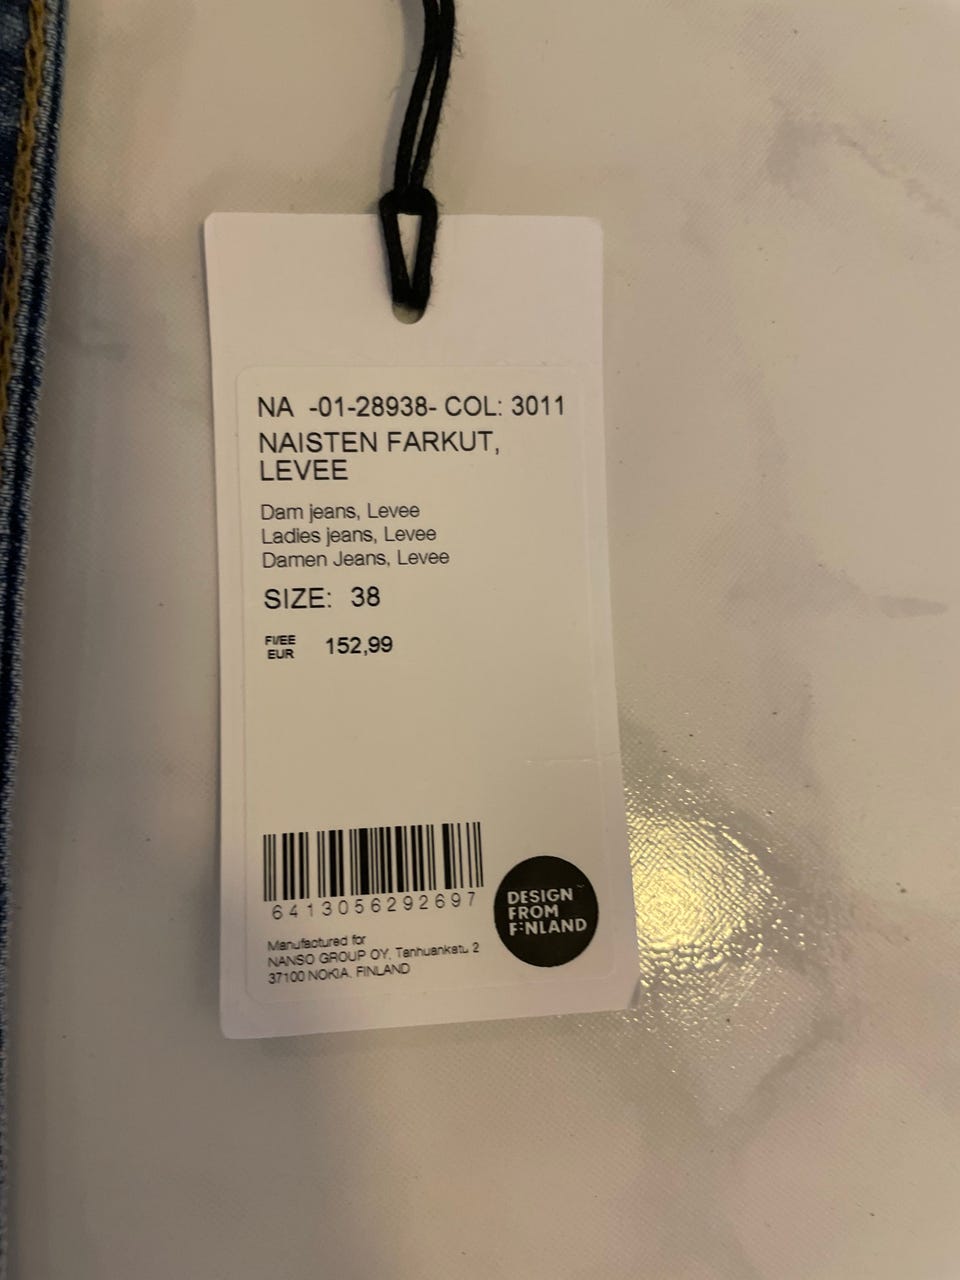 NA -01-28938- COL: 3011
NAISTEN FARKUT,
LEVEE
Dam jeans, Levee
Ladies jeans, Levee
Damen Jeans, Levee
SIZE: 38
FI/EE
EUR 152,99
6413056292697
DESIGN
FROM
FINLAND
Manufactured for
NANSO GROUP OY, Tanhuankatu 2
37100 NOKIA, FINLAND